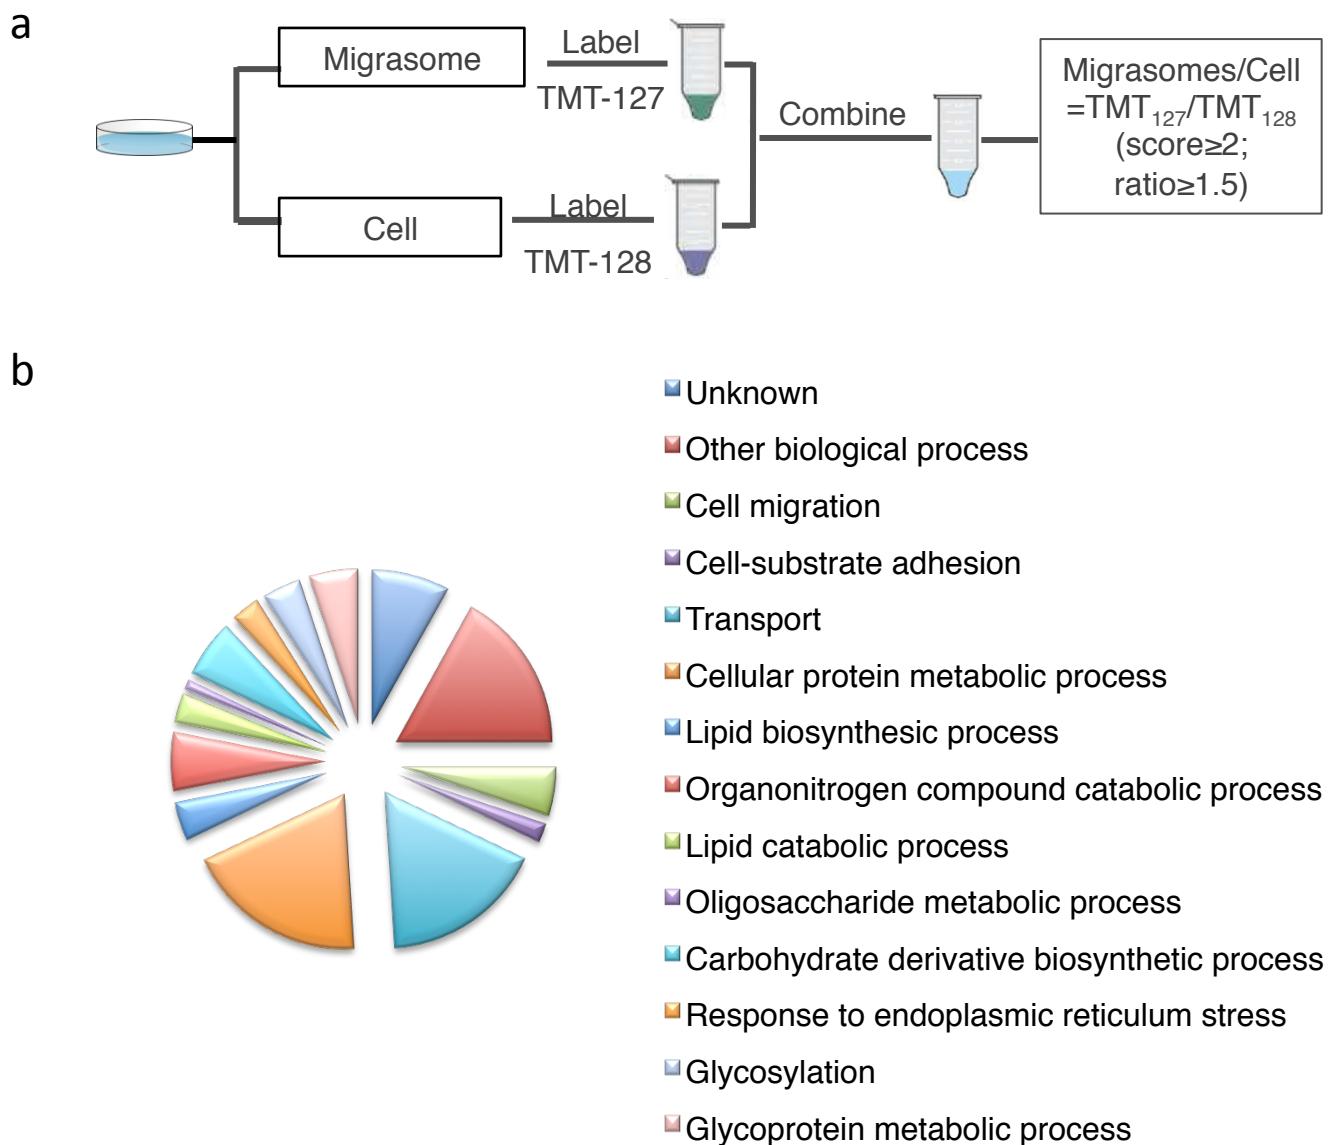 a
Migrasome
Label
TMT-127
Cell
Label
TMT-128
Combine
Migrasomes/Cell
=TMT127/TMT128
(score≥2;
ratio≥1.5)
b
Unknown
Other biological process
Cell migration
Cell-substrate adhesion
Transport
Cellular protein metabolic process
Lipid biosynthesic process
Organonitrogen compound catabolic process
Lipid catabolic process
Oligosaccharide metabolic process
Carbohydrate derivative biosynthetic process
Response to endoplasmic reticulum stress
Glycosylation
Glycoprotein metabolic process